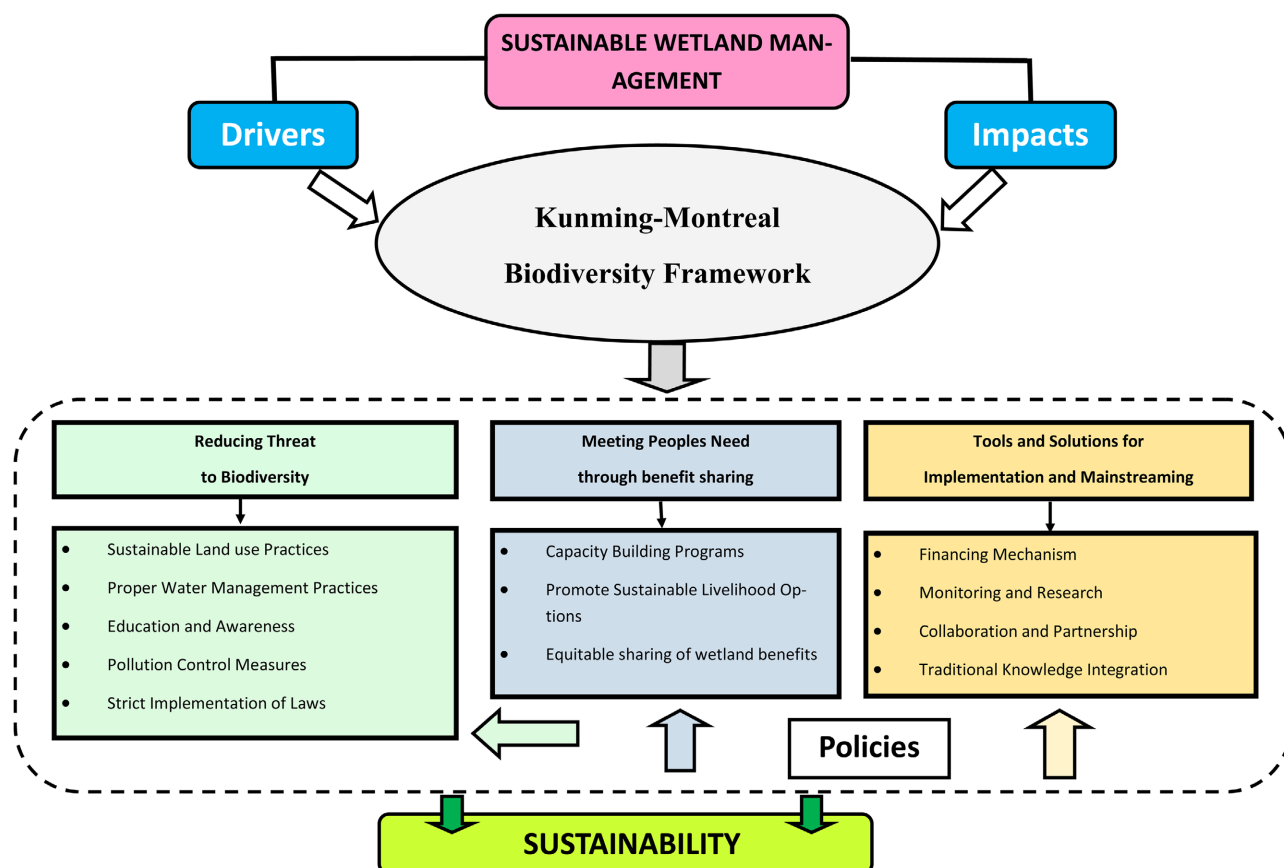 SUSTAINABLE WETLAND MAN-
AGEMENT
Drivers
Impacts
Kunming-Montreal
Biodiversity Framework
Reducing Threat
to Biodiversity
Meeting Peoples Need
through benefit sharing
Tools and Solutions for
Implementation and Mainstreaming
• Sustainable Land use Practices
• Proper Water Management Practices
• Education and Awareness
• Pollution Control Measures
• Strict Implementation of Laws
• Capacity Building Programs
• Promote Sustainable Livelihood Op-
tions
• Equitable sharing of wetland benefits
• Financing Mechanism
• Monitoring and Research
• Collaboration and Partnership
• Traditional Knowledge Integration
Policies
SUSTAINABILITY